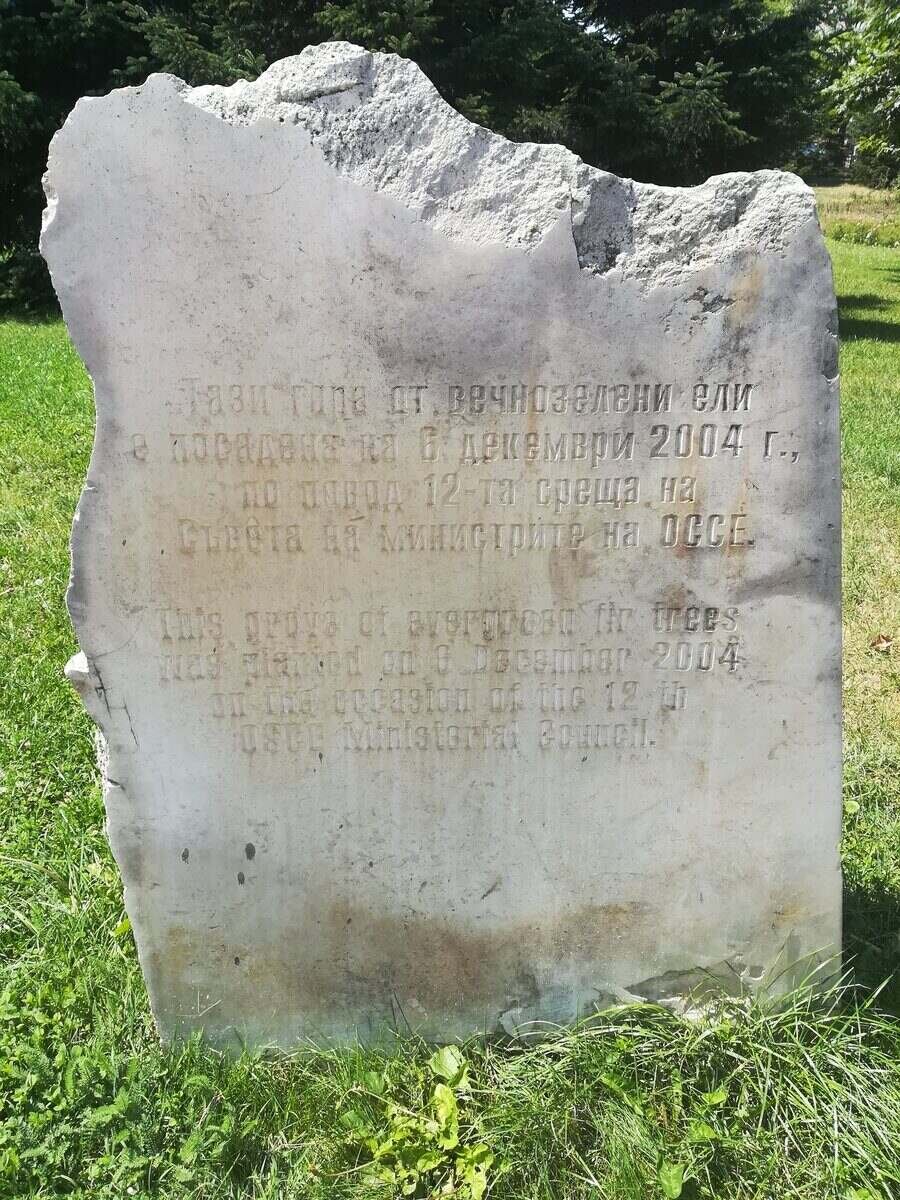 Тази гора от вечнозелени ели
е посадена на 6 декември 2004 г.,
по повод 12-та среща на
Съвета на министрите на ОССЕ.
This grove of evergreen fir trees
was planted on 6 December 2004
on the occasion of the 12 th
OSCE Ministerial Council.